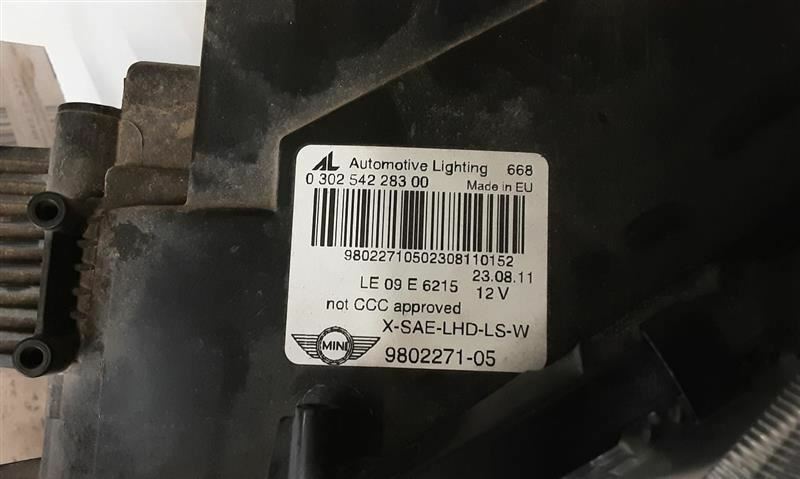 AL Automotive Lighting 668
0 302 542 283 00 Made in EU
98022710502308110152
23.08.11
LE 09 E 6215 12 V
not CCC approved
X-SAE-LHD-LS-W
MINI 9802271-05